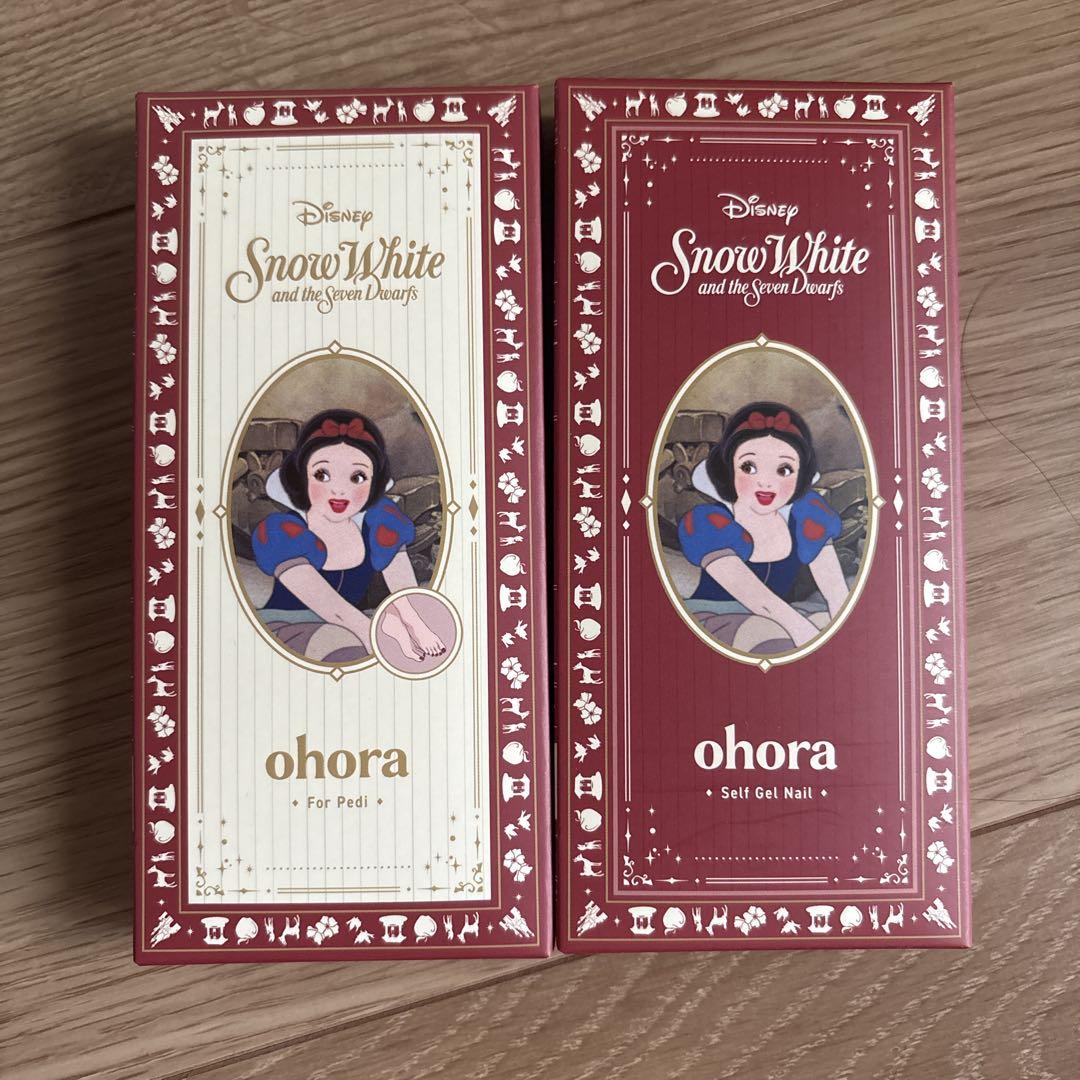 Disney
Snow White
and the Seven Dwarfs
ohora
For Pedi
Disney
Snow White
and the Seven Dwarfs
ohora
Self Gel Nail